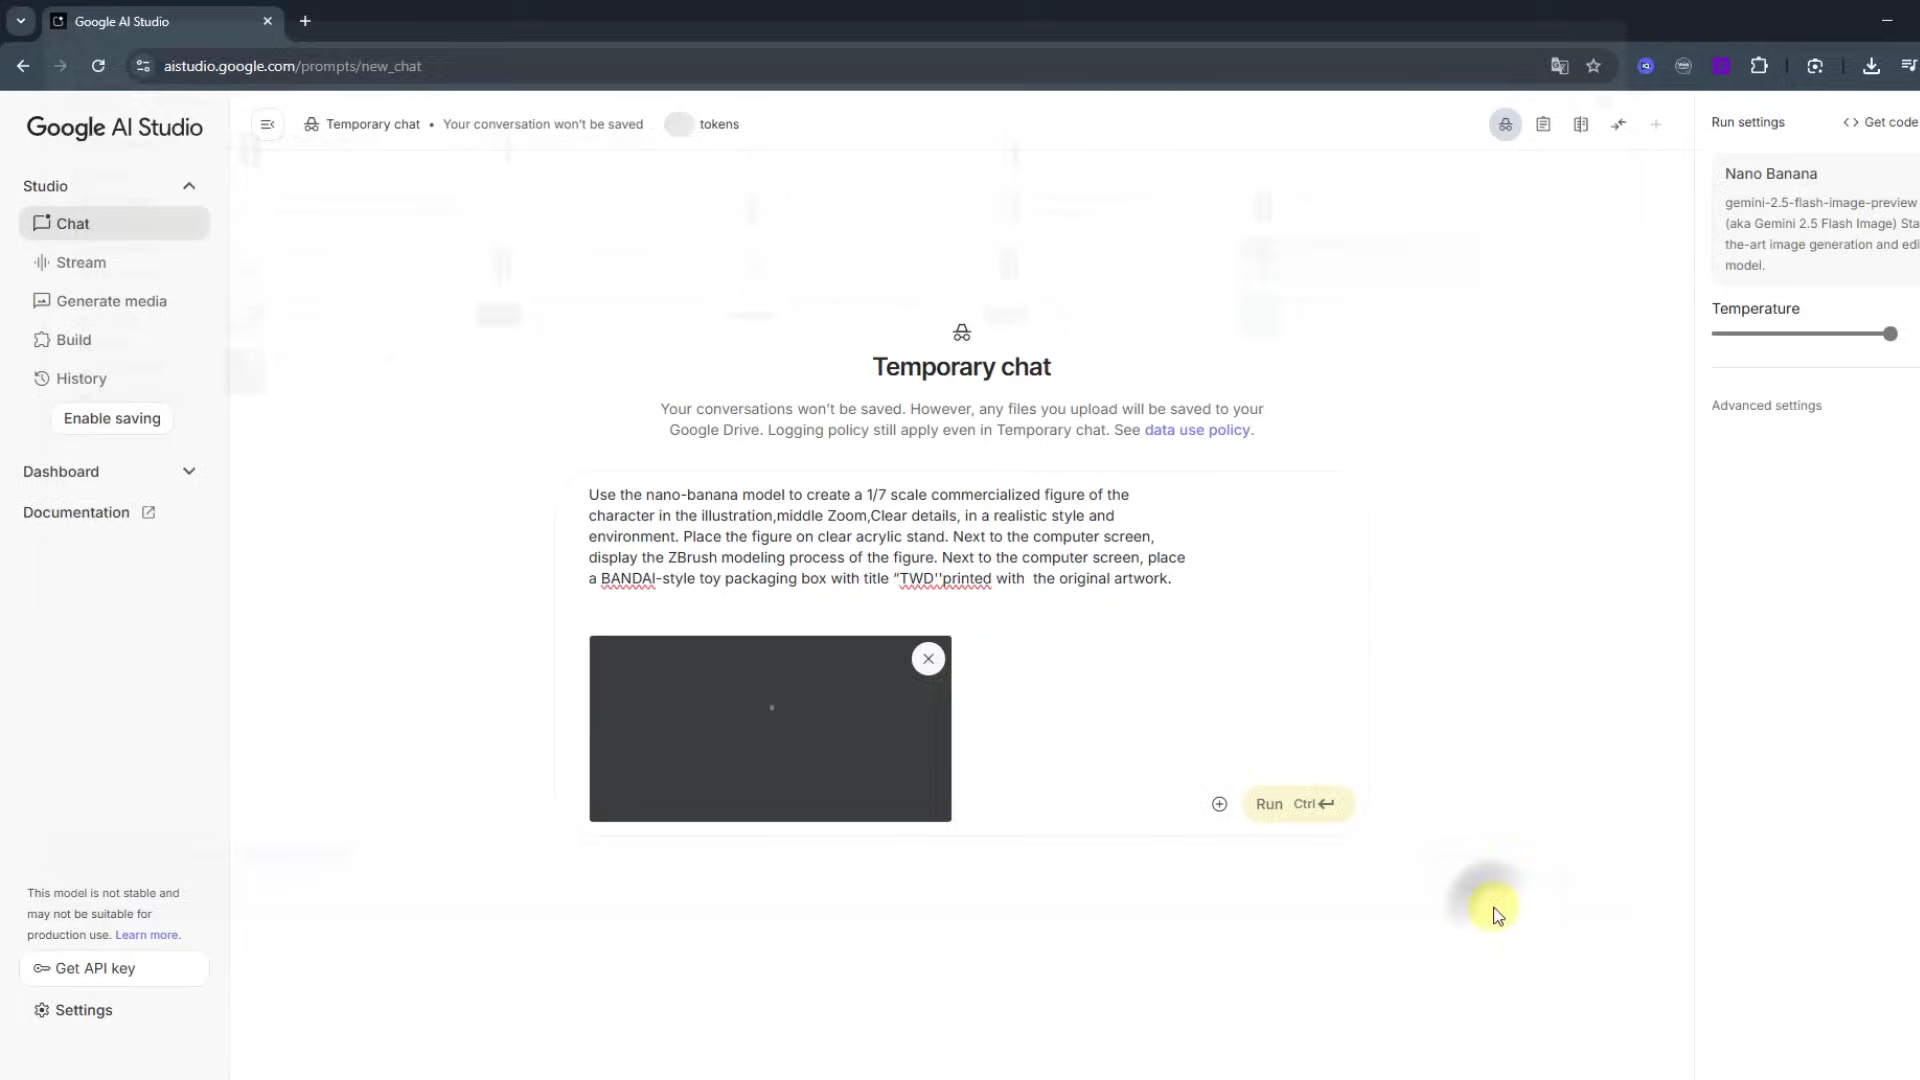 Google AI Studio
aistudio.google.com/prompts/new_chat
Google AI Studio
Temporary chat • Your conversation won't be saved tokens
Run settings
Get code
Studio
Chat
Stream
Generate media
Build
History
Enable saving
Dashboard
Documentation
Nano Banana
gemini-2.5-flash-image-preview
(aka Gemini 2.5 Flash Image) Sta
the-art image generation and edi
model.
Temperature
Advanced settings
Temporary chat
Your conversations won't be saved. However, any files you upload will be saved to your
Google Drive. Logging policy still apply even in Temporary chat. See data use policy.
Use the nano-banana model to create a 1/7 scale commercialized figure of the
character in the illustration,middle Zoom,Clear details, in a realistic style and
environment. Place the figure on clear acrylic stand. Next to the computer screen,
display the ZBrush modeling process of the figure. Next to the computer screen, place
a BANDAI-style toy packaging box with title "TWD''printed with  the original artwork.
Run Ctrl
This model is not stable and
may not be suitable for
production use. Learn more.
Get API key
Settings